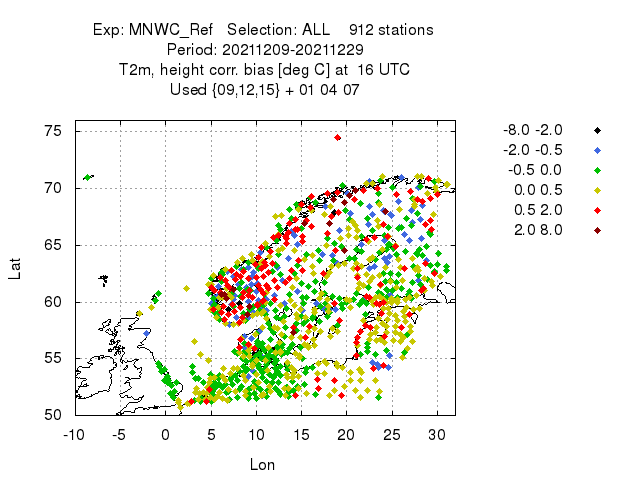 Exp: MNWC_Ref   Selection: ALL    912 stations
Period: 20211209-20211229
T2m, height corr. bias [deg C] at  16 UTC
Used {09,12,15} + 01 04 07
-8.0 -2.0
-2.0 -0.5
-0.5 0.0
0.0 0.5
0.5 2.0
2.0 8.0
75
70
65
60
55
50
Lat
-10 -5 0 5 10 15 20 25 30
Lon